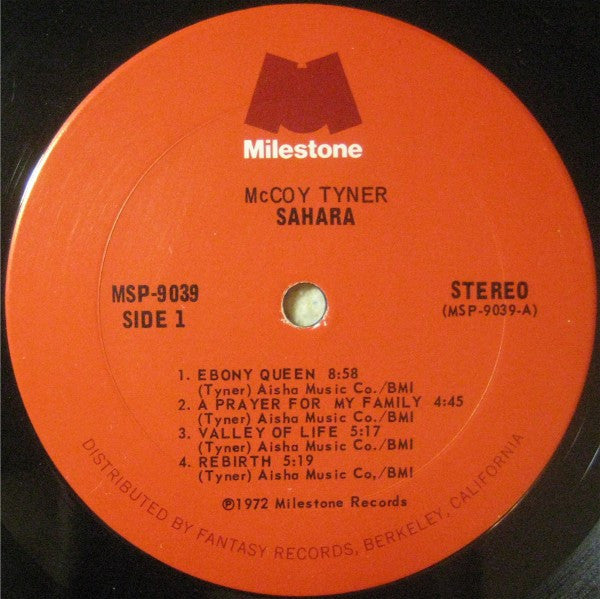 Milestone
McCOY TYNER
SAHARA
MSP-9039
SIDE 1
STEREO
(MSP-9039-A)
1. EBONY QUEEN 8:58
(Tyner) Aisha Music Co./BMI
2. A PRAYER FOR MY FAMILY 4:45
(Tyner) Aisha Music Co./BMI
3. VALLEY OF LIFE 5:17
(Tyner) Aisha Music Co./BMI
4. REBIRTH 5:19
(Tyner) Aisha Music Co,/BMI
℗1972 Milestone Records
DISTRIBUTED BY FANTASY RECORDS, BERKELEY, CALIFORNIA